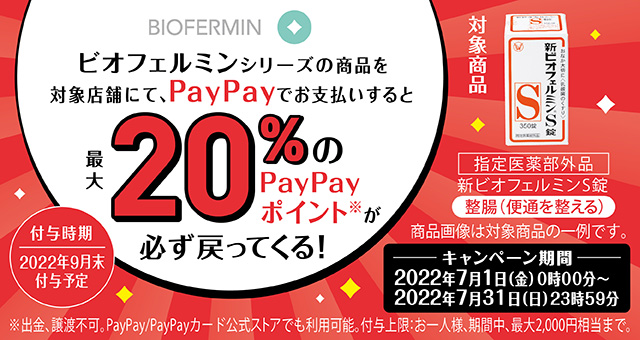 BIOFERMIN
ビオフェルミンシリーズの商品を
対象店舗にて、PayPayでお支払いすると
最大
20%の
PayPay
ポイント※が
必ず戻ってくる!
付与時期
2022年9月末
付与予定
対象商品
新ビオフェルミンS錠
S
350錠
指定医薬部外品
新ビオフェルミンS錠
整腸(便通を整える)
商品画像は対象商品の一例です。
キャンペーン期間
2022年7月1日(金) 0時00分~
2022年7月31日(日) 23時59分
※出金、譲渡不可。PayPay/PayPayカード公式ストアでも利用可能。付与上限:お一人様、期間中、最大2,000円相当まで。